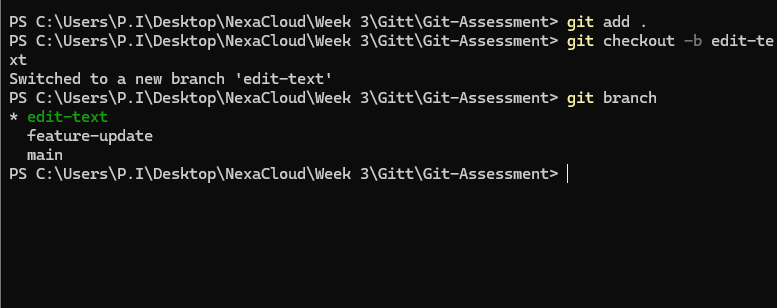 PS C:\Users\P.I\Desktop\NexaCloud\Week 3\Gitt\Git-Assessment> git add .
PS C:\Users\P.I\Desktop\NexaCloud\Week 3\Gitt\Git-Assessment> git checkout -b edit-te
xt
Switched to a new branch 'edit-text'
PS C:\Users\P.I\Desktop\NexaCloud\Week 3\Gitt\Git-Assessment> git branch
* edit-text
  feature-update
  main
PS C:\Users\P.I\Desktop\NexaCloud\Week 3\Gitt\Git-Assessment>